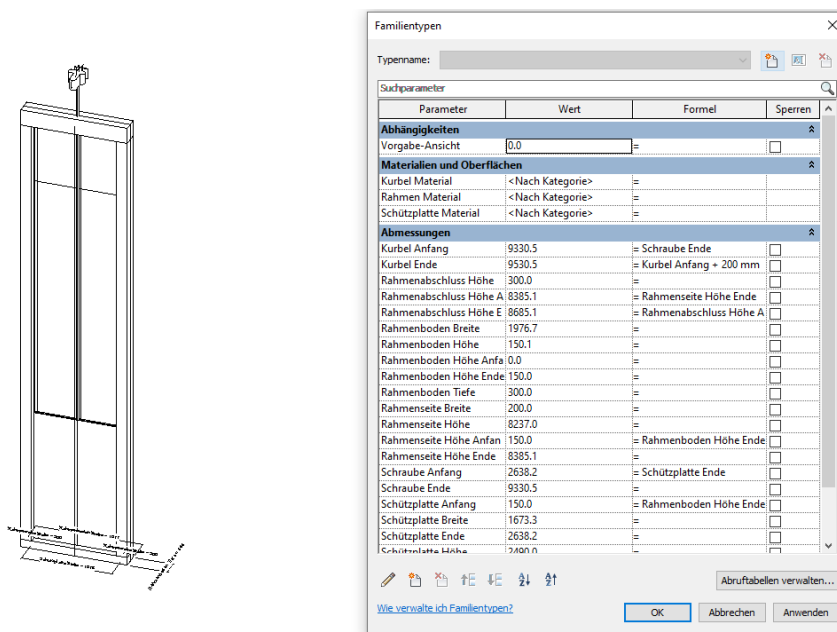 Familientypen
Typenname:
Suchparameter
Parameter Wert Formel Sperren
Abhängigkeiten
Vorgabe-Ansicht 0.0 =
Materialien und Oberflächen
Kurbel Material <Nach Kategorie> =
Rahmen Material <Nach Kategorie> =
Schützplatte Material <Nach Kategorie> =
Abmessungen
Kurbel Anfang 9330.5 = Schraube Ende
Kurbel Ende 9530.5 = Kurbel Anfang + 200 mm
Rahmenabschluss Höhe 300.0 =
Rahmenabschluss Höhe A 8385.1 = Rahmenseite Höhe Ende
Rahmenabschluss Höhe E 8685.1 = Rahmenabschluss Höhe A
Rahmenboden Breite 1976.7 =
Rahmenboden Höhe 150.1 =
Rahmenboden Höhe Anfa 0.0 =
Rahmenboden Höhe Ende 150.0 =
Rahmenboden Tiefe 300.0 =
Rahmenseite Breite 200.0 =
Rahmenseite Höhe 8237.0 =
Rahmenseite Höhe Anfan 150.0 = Rahmenboden Höhe Ende
Rahmenseite Höhe Ende 8385.1 =
Schraube Anfang 2638.2 = Schützplatte Ende
Schraube Ende 9330.5 =
Schützplatte Anfang 150.0 = Rahmenboden Höhe Ende
Schützplatte Breite 1673.3 =
Schützplatte Ende 2638.2 =
Schützplatte Höhe 2490.0 =
Abruftabellen verwalten...
Wie verwalte ich Familientypen?
OK Abbrechen Anwenden